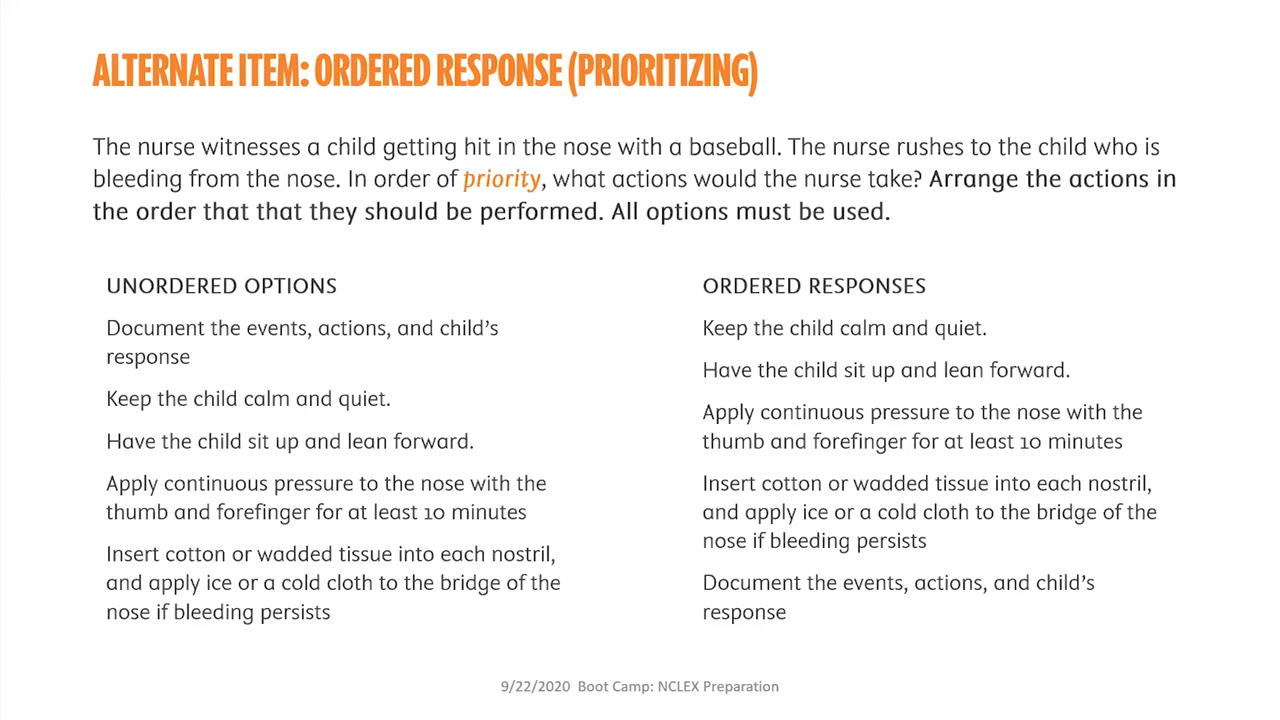 ALTERNATE ITEM: ORDERED RESPONSE (PRIORITIZING)
The nurse witnesses a child getting hit in the nose with a baseball. The nurse rushes to the child who is
bleeding from the nose. In order of priority, what actions would the nurse take? Arrange the actions in
the order that that they should be performed. All options must be used.
UNORDERED OPTIONS
Document the events, actions, and child’s
response
Keep the child calm and quiet.
Have the child sit up and lean forward.
Apply continuous pressure to the nose with the
thumb and forefinger for at least 10 minutes
Insert cotton or wadded tissue into each nostril,
and apply ice or a cold cloth to the bridge of the
nose if bleeding persists
ORDERED RESPONSES
Keep the child calm and quiet.
Have the child sit up and lean forward.
Apply continuous pressure to the nose with the
thumb and forefinger for at least 10 minutes
Insert cotton or wadded tissue into each nostril,
and apply ice or a cold cloth to the bridge of the
nose if bleeding persists
Document the events, actions, and child’s
response
9/22/2020 Boot Camp: NCLEX Preparation